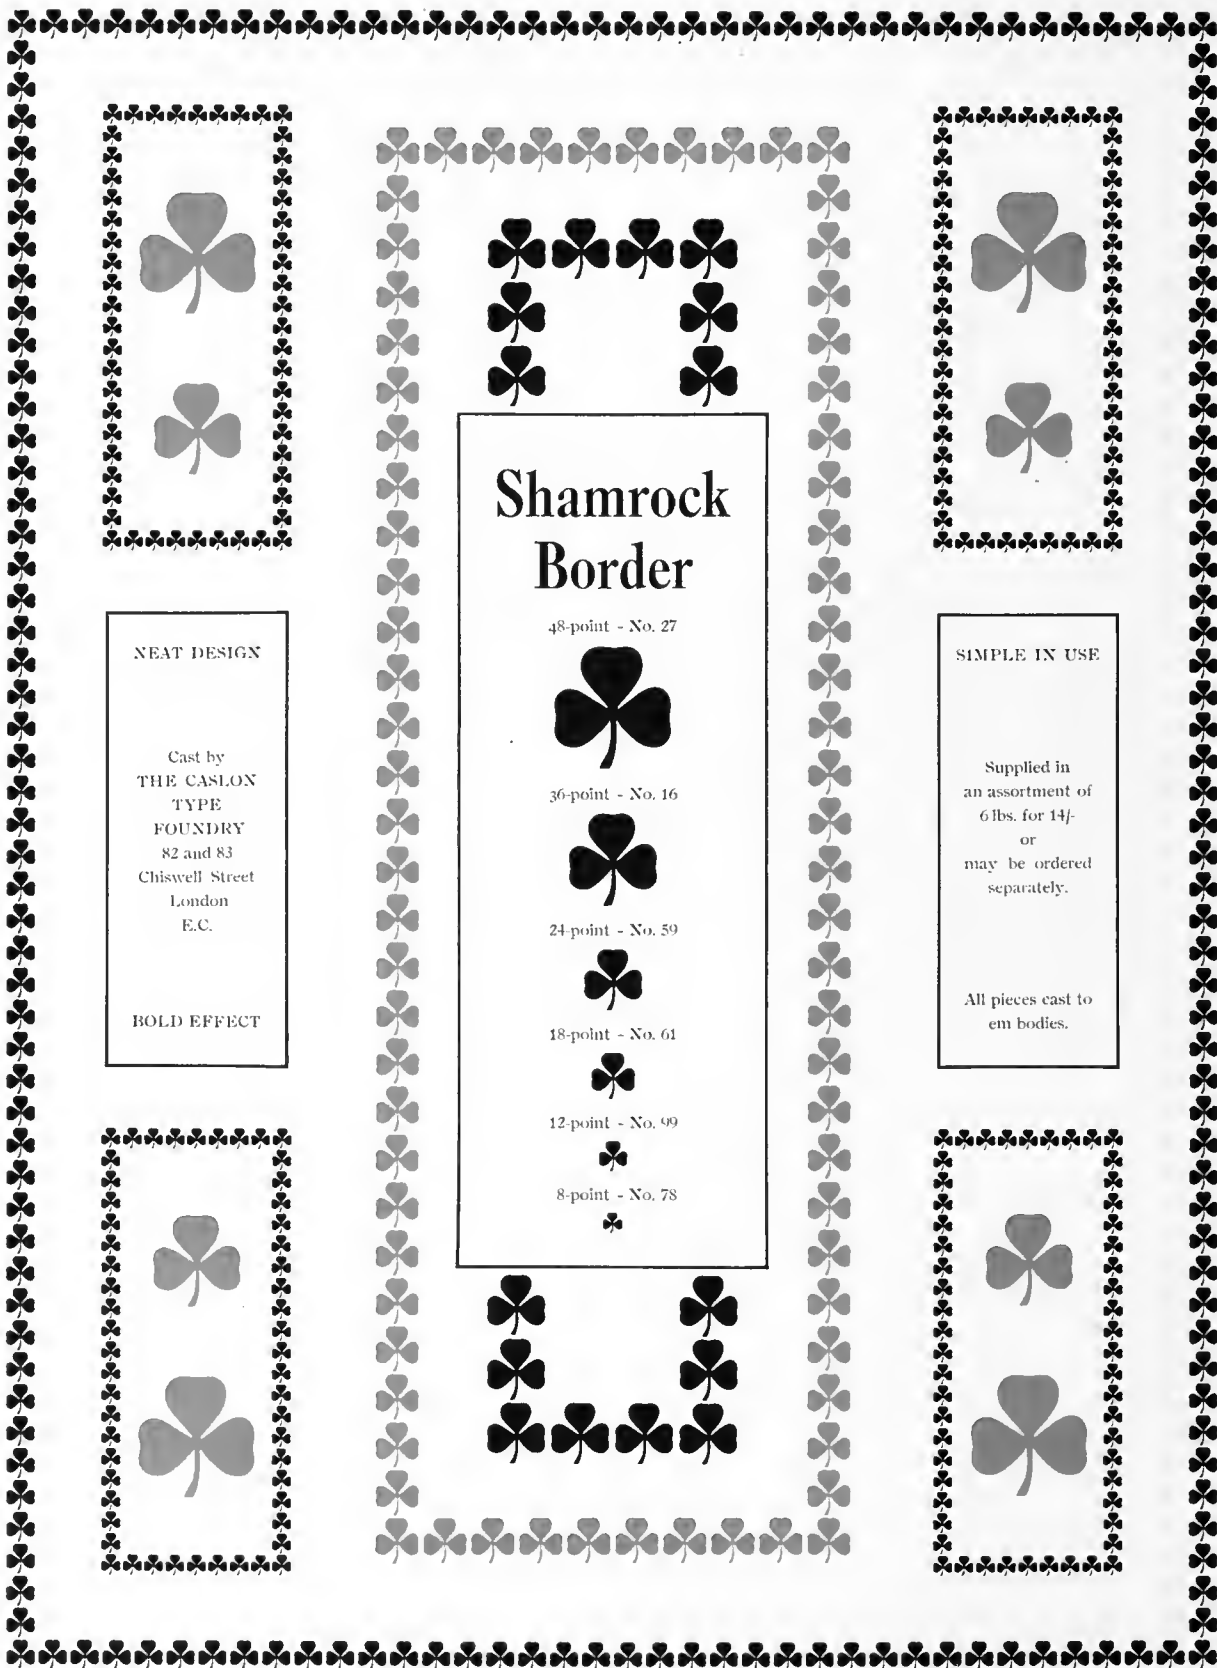 Shamrock
Border
48-point - No. 27
36-point - No. 16
24-point - No. 59
18-point - No. 61
12-point - No. 99
8-point - No. 78
NEAT DESIGN
Cast by
THE CASLON
TYPE
FOUNDRY
82 and 83
Chiswell Street
London
E.C.
BOLD EFFECT
SIMPLE IN USE
Supplied in
an assortment of
6 lbs. for 14/-
or
may be ordered
separately.
All pieces cast to
em bodies.